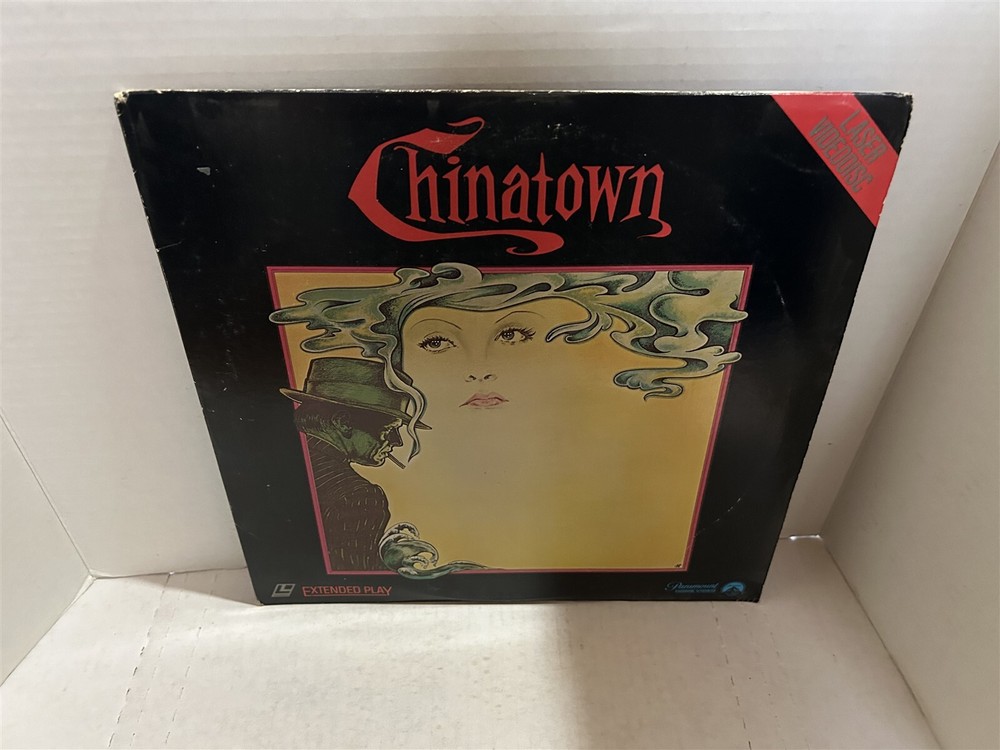 Chinatown
LASER
VIDEODISC
EXTENDED PLAY
Paramount